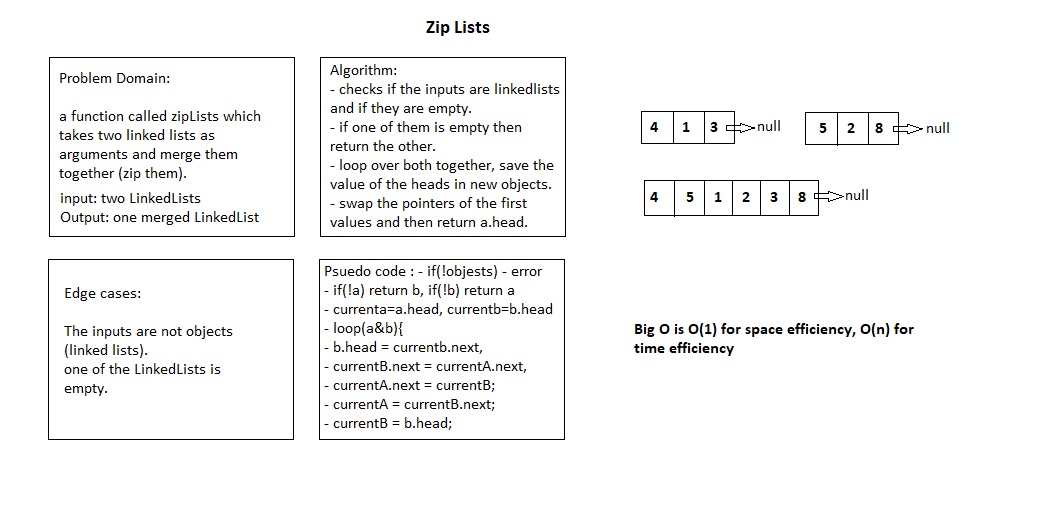 Zip Lists
Problem Domain:
a function called zipLists which
takes two linked lists as
arguments and merge them
together (zip them).
input: two LinkedLists
Output: one merged LinkedList
Algorithm:
- checks if the inputs are linkedlists
and if they are empty.
- if one of them is empty then
return the other.
- loop over both together, save the
value of the heads in new objects.
- swap the pointers of the first
values and then return a.head.
4 1 3 null
5 2 8 null
4 5 1 2 3 8 null
Edge cases:
The inputs are not objects
(linked lists).
one of the LinkedLists is
empty.
Psuedo code : - if(!objests) - error
- if(!a) return b, if(!b) return a
- currenta=a.head, currentb=b.head
- loop(a&b){
- b.head = currentb.next,
- currentB.next = currentA.next,
- currentA.next = currentB;
- currentA = currentB.next;
- currentB = b.head;
Big O is O(1) for space efficiency, O(n) for
time efficiency